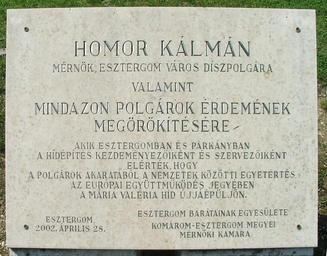 HOMOR KÁLMÁN
MÉRNÖK, ESZTERGOM VÁROS DÍSZPOLGÁRA
VALAMINT
MINDAZON POLGÁROK ÉRDEMÉNEK
MEGÖRÖKÍTÉSÉRE -
AKIK ESZTERGOMBAN ÉS PÁRKÁNYBAN
A HÍDÉPÍTÉS KEZDEMÉNYEZŐIKÉNT ÉS SZERVEZŐIKÉNT
ELÉRTÉK, HOGY
A POLGÁROK AKARATÁBÓL A NEMZETEK KÖZÖTTI EGYETÉRTÉS
AZ EURÓPAI EGYÜTTMŰKÖDÉS JEGYÉBEN
A MÁRIA VALÉRIA HÍD ÚJJÁÉPÜLJÖN.
ESZTERGOM,
2002. ÁPRILIS 28.
ESZTERGOM BARÁTAINAK EGYESÜLETE
KOMÁROM-ESZTERGOM MEGYEI
MÉRNÖKI KAMARA